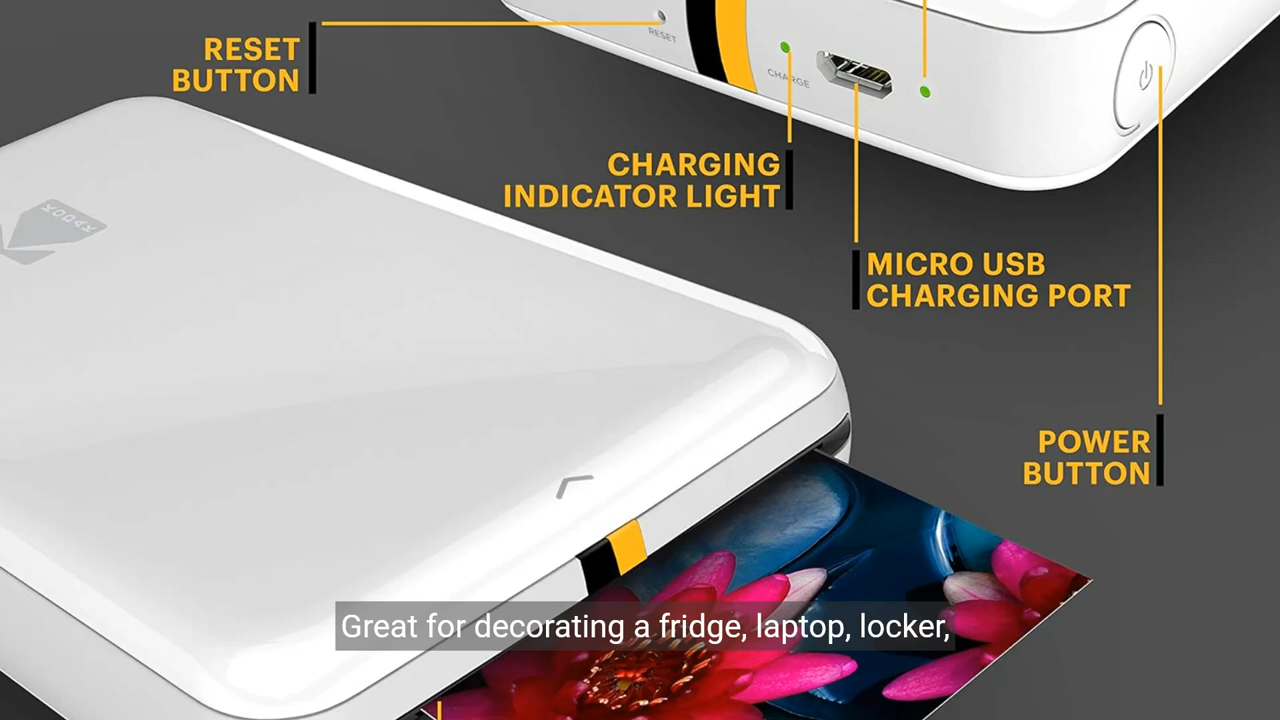 RESET
BUTTON
RESET
CHARGE
CHARGING
INDICATOR LIGHT
MICRO USB
CHARGING PORT
KODAK
POWER
BUTTON
Great for decorating a fridge, laptop, locker,